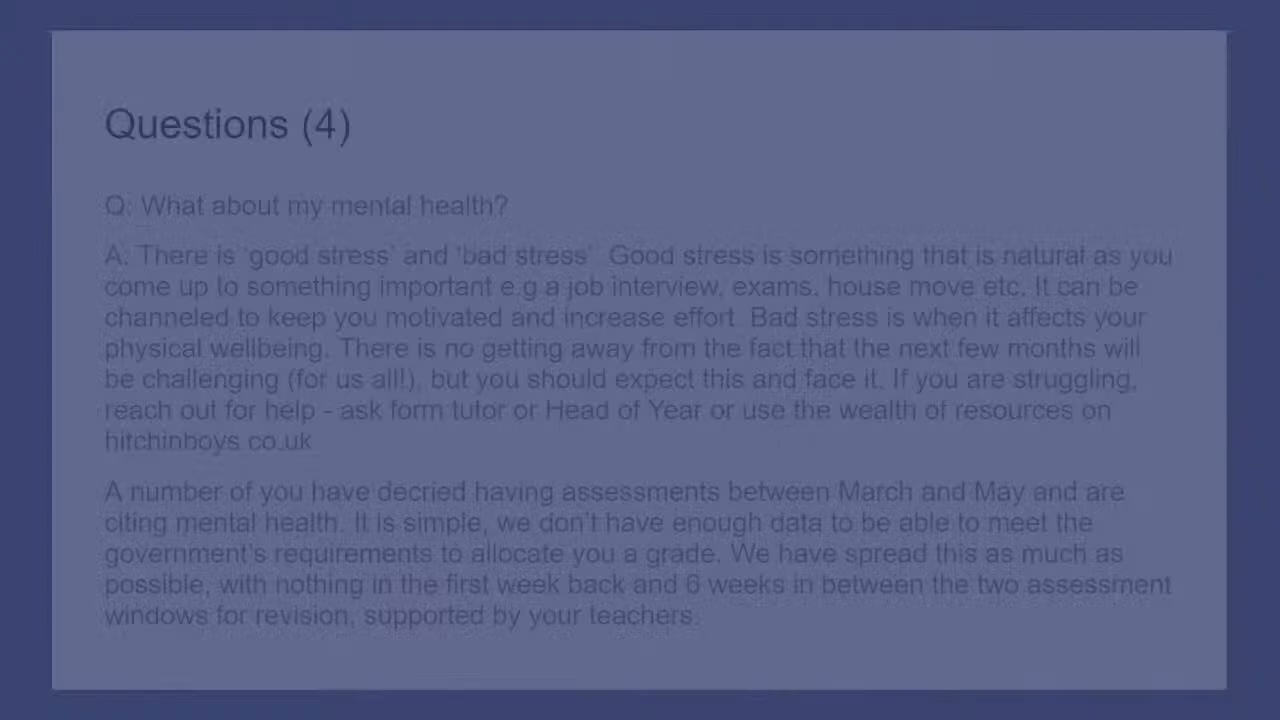 Questions (4)
Q: What about my mental health?
A: There is 'good stress' and 'bad stress'. Good stress is something that is natural as you
come up to something important e.g a job interview, exams, house move etc. It can be
channeled to keep you motivated and increase effort. Bad stress is when it affects your
physical wellbeing. There is no getting away from the fact that the next few months will
be challenging (for us all!), but you should expect this and face it. If you are struggling,
reach out for help - ask form tutor or Head of Year or use the wealth of resources on
hitchinboys.co.uk
A number of you have decried having assessments between March and May and are
citing mental health. It is simple, we don't have enough data to be able to meet the
government's requirements to allocate you a grade. We have spread this as much as
possible, with nothing in the first week back and 6 weeks in between the two assessment
windows for revision, supported by your teachers.